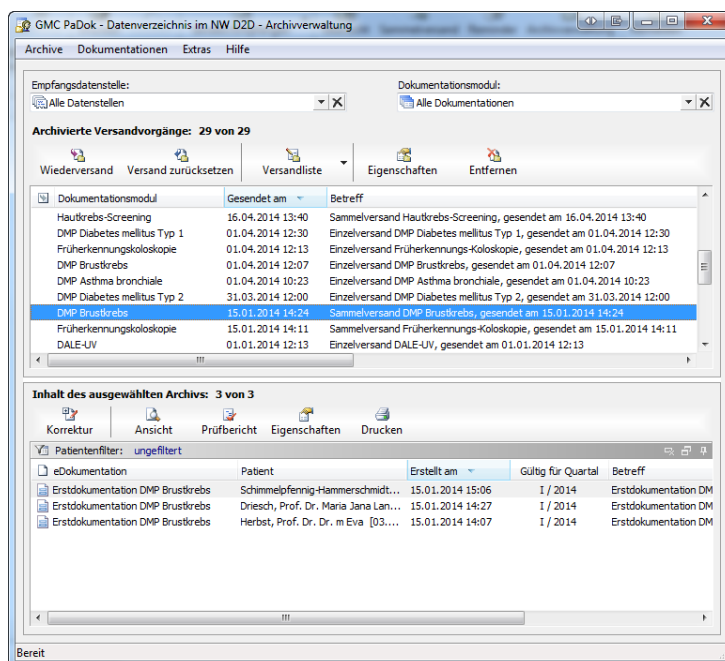 GMC PaDok - Datenverzeichnis im NW D2D - Archivverwaltung
Archive Dokumentationen Extras Hilfe
Empfangsdatenstelle: Dokumentationsmodul:
Alle Datenstellen Alle Dokumentationen
Archivierte Versandvorgänge: 29 von 29
Wiederversand Versand zurücksetzen Versandliste Eigenschaften Entfernen
Dokumentationsmodul Gesendet am Betreff
Hautkrebs-Screening 16.04.2014 13:40 Sammelversand Hautkrebs-Screening, gesendet am 16.04.2014 13:40
DMP Diabetes mellitus Typ 1 01.04.2014 12:30 Einzelversand DMP Diabetes mellitus Typ 1, gesendet am 01.04.2014 12:30
Früherkennungskoloskopie 01.04.2014 12:13 Einzelversand Früherkennungs-Koloskopie, gesendet am 01.04.2014 12:13
DMP Brustkrebs 01.04.2014 12:07 Einzelversand DMP Brustkrebs, gesendet am 01.04.2014 12:07
DMP Asthma bronchiale 01.04.2014 10:23 Einzelversand DMP Asthma bronchiale, gesendet am 01.04.2014 10:23
DMP Diabetes mellitus Typ 2 31.03.2014 12:00 Einzelversand DMP Diabetes mellitus Typ 2, gesendet am 31.03.2014 12:00
DMP Brustkrebs 15.01.2014 14:24 Sammelversand DMP Brustkrebs, gesendet am 15.01.2014 14:24
Früherkennungskoloskopie 15.01.2014 14:11 Sammelversand Früherkennungs-Koloskopie, gesendet am 15.01.2014 14:11
DALE-UV 01.01.2014 12:13 Einzelversand DALE-UV, gesendet am 01.01.2014 12:13
Inhalt des ausgewählten Archivs: 3 von 3
Korrektur Ansicht Prüfbericht Eigenschaften Drucken
Patientenfilter: ungefiltert
eDokumentation Patient Erstellt am Gültig für Quartal Betreff
Erstdokumentation DMP Brustkrebs Schimmelpfennig-Hammerschmidt... 15.01.2014 15:06 I / 2014 Erstdokumentation DM
Erstdokumentation DMP Brustkrebs Driesch, Prof. Dr. Maria Jana Lan... 15.01.2014 14:27 I / 2014 Erstdokumentation DM
Erstdokumentation DMP Brustkrebs Herbst, Prof. Dr. Dr. m Eva [03.... 15.01.2014 14:07 I / 2014 Erstdokumentation DM
Bereit